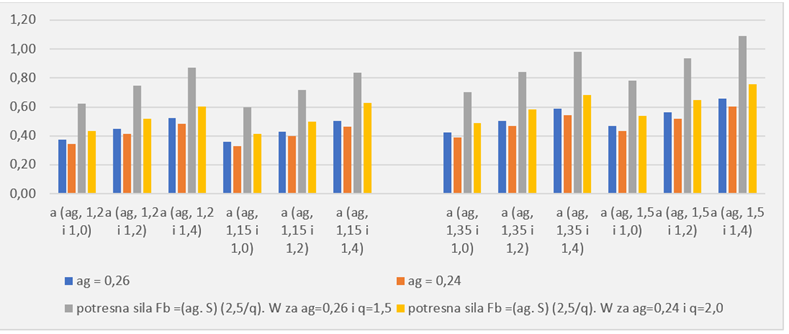 1,20
1,00
0,80
0,60
0,40
0,20
0,00
a (ag, 1,2 i 1,0)
a (ag, 1,2 i 1,2)
a (ag, 1,2 i 1,4)
a (ag, 1,15 i 1,0)
a (ag, 1,15 i 1,2)
a (ag, 1,15 i 1,4)
a (ag, 1,35 i 1,0)
a (ag, 1,35 i 1,2)
a (ag, 1,35 i 1,4)
a (ag, 1,5 i 1,0)
a (ag, 1,5 i 1,2)
a (ag, 1,5 i 1,4)
ag = 0,26
ag = 0,24
potresna sila Fb =(ag. S) (2,5/q). W za ag=0,26 i q=1,5
potresna sila Fb =(ag. S) (2,5/q). W za ag=0,24 i q=2,0